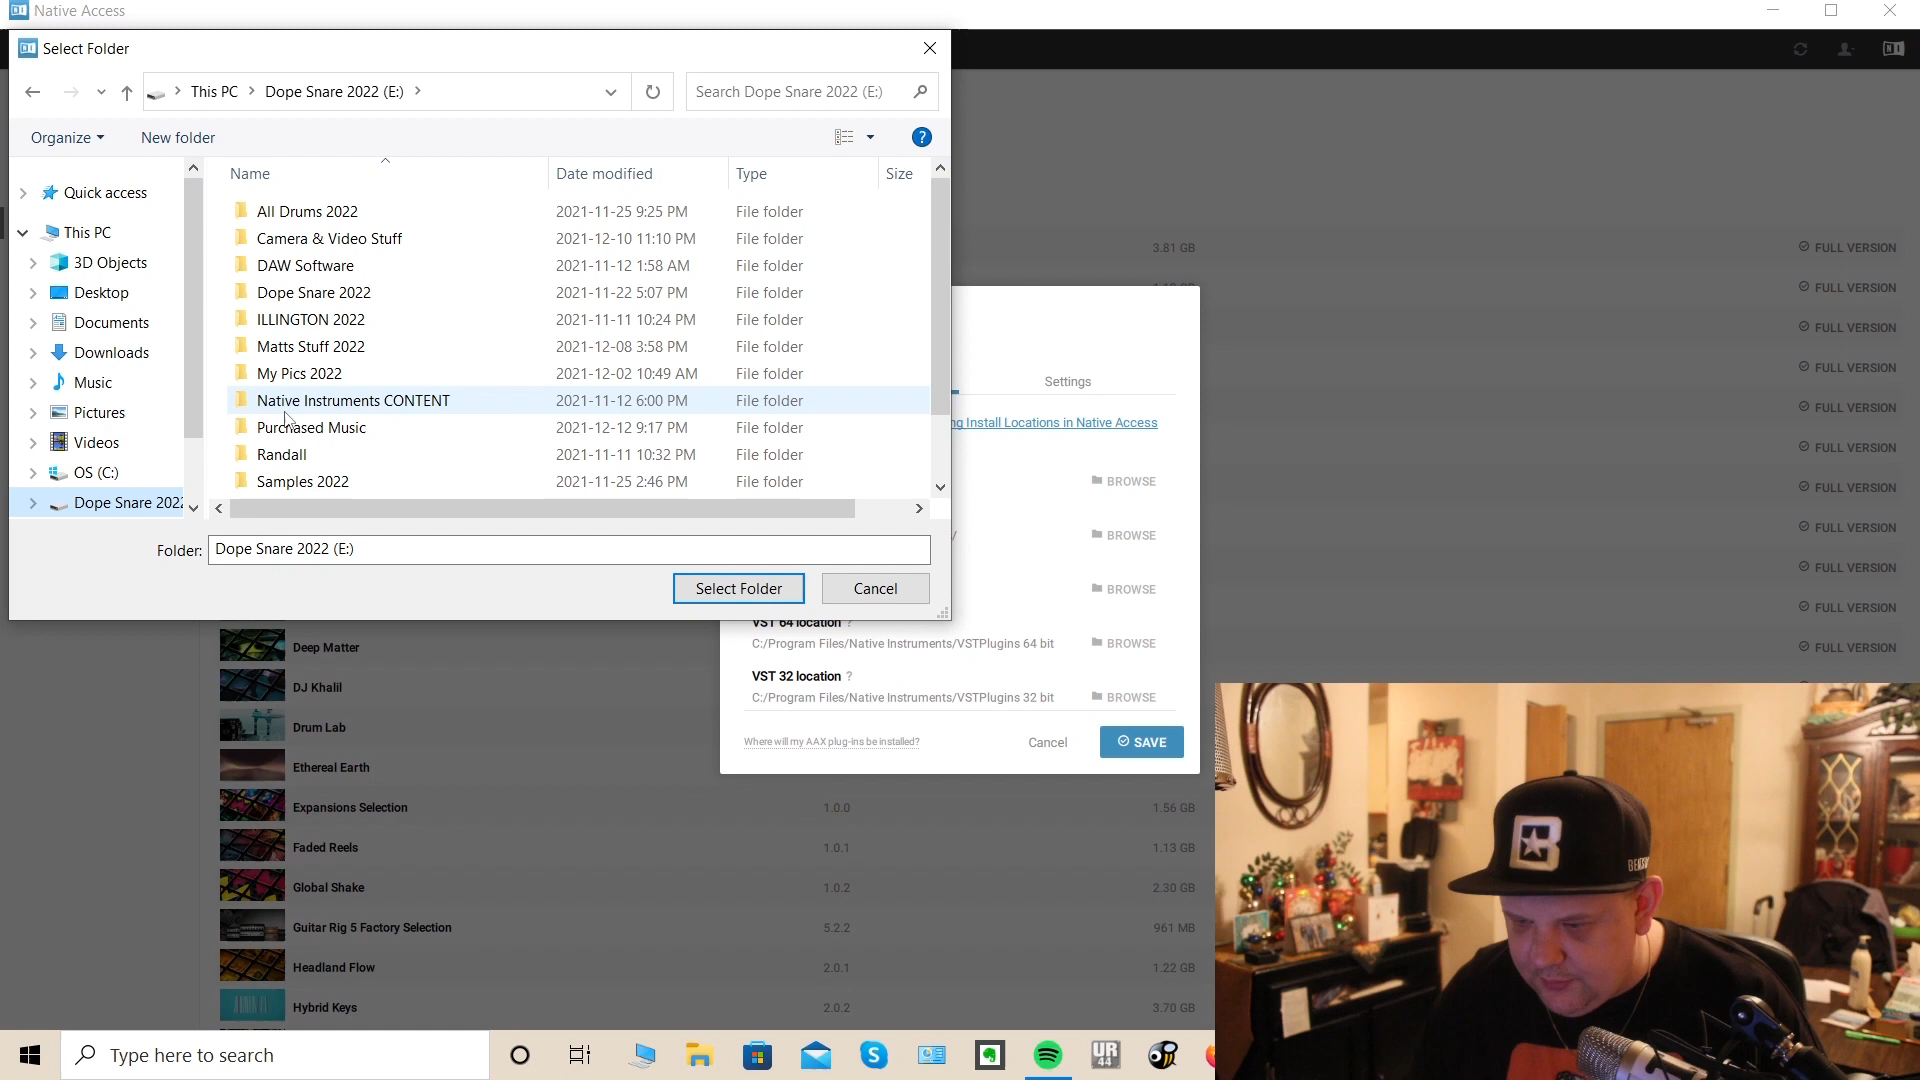 Native Access
Select Folder
This PC > Dope Snare 2022 (E:) >
Search Dope Snare 2022 (E:)
Organize
New folder
Name
Date modified
Type
Size
Quick access
This PC
3D Objects
Desktop
Documents
Downloads
Music
Pictures
Videos
OS (C:)
Dope Snare 2022
All Drums 2022 2021-11-25 9:25 PM File folder
Camera & Video Stuff 2021-12-10 11:10 PM File folder
DAW Software 2021-11-12 1:58 AM File folder
Dope Snare 2022 2021-11-22 5:07 PM File folder
ILLINGTON 2022 2021-11-11 10:24 PM File folder
Matts Stuff 2022 2021-12-08 3:58 PM File folder
My Pics 2022 2021-12-02 10:49 AM File folder
Native Instruments CONTENT 2021-11-12 6:00 PM File folder
Purchased Music 2021-12-12 9:17 PM File folder
Randall 2021-11-11 10:32 PM File folder
Samples 2022 2021-11-25 2:46 PM File folder
Folder: Dope Snare 2022 (E:)
Select Folder
Cancel
3.81 GB FULL VERSION
FULL VERSION
FULL VERSION
FULL VERSION
FULL VERSION
FULL VERSION
FULL VERSION
FULL VERSION
FULL VERSION
FULL VERSION
FULL VERSION
Settings
ng Install Locations in Native Access
BROWSE
/ BROWSE
BROWSE
VST 64 location ?
C:/Program Files/Native Instruments/VSTPlugins 64 bit BROWSE
VST 32 location ?
C:/Program Files/Native Instruments/VSTPlugins 32 bit BROWSE
Where will my AAX plug-ins be installed?
Cancel
SAVE
Deep Matter
DJ Khalil
Drum Lab
Ethereal Earth
Expansions Selection 1.0.0 1.56 GB
Faded Reels 1.0.1 1.13 GB
Global Shake 1.0.2 2.30 GB
Guitar Rig 5 Factory Selection 5.2.2 961 MB
Headland Flow 2.0.1 1.22 GB
Hybrid Keys 2.0.2 3.70 GB
Type here to search
UR
44
B